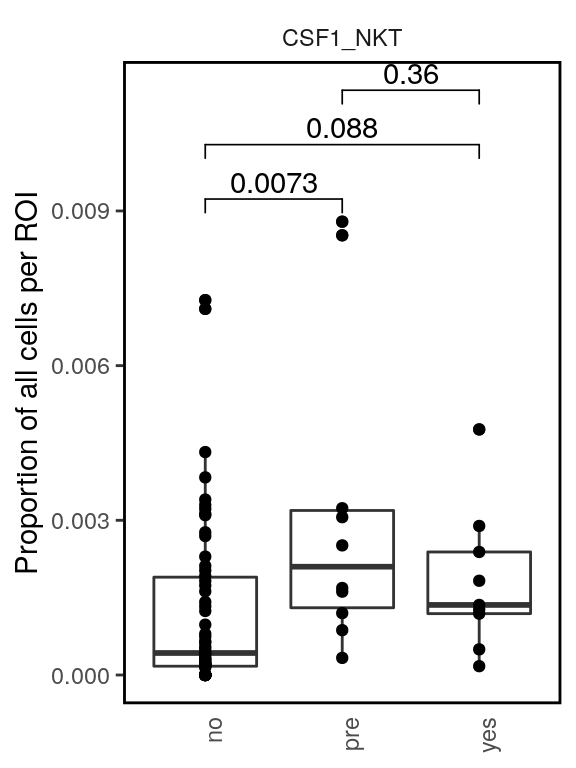 CSF1_NKT
0.36
0.088
0.0073
Proportion of all cells per ROI
0.009
0.006
0.003
0.000
no
pre
yes